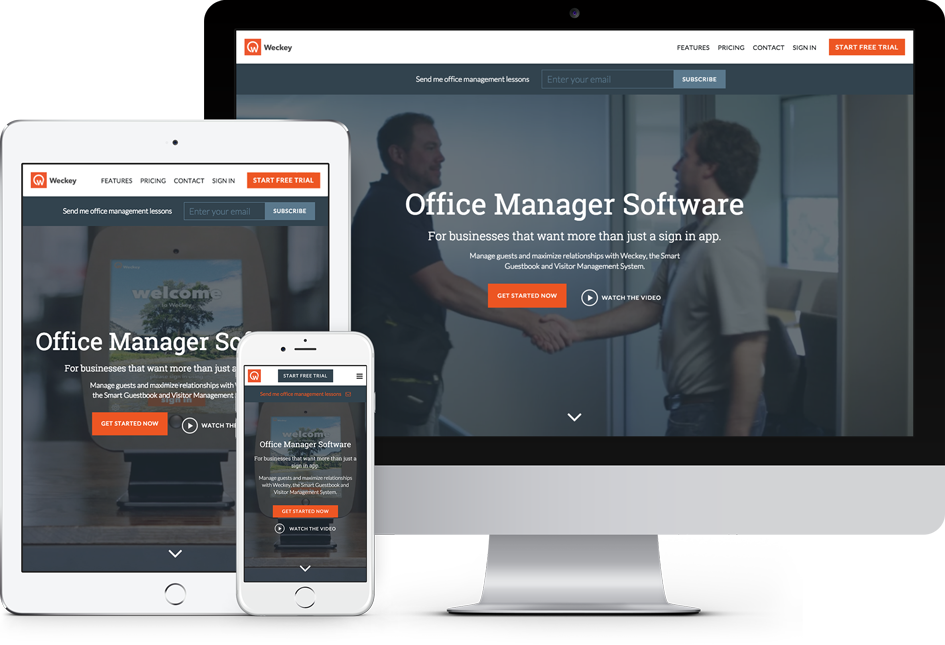 Weckey
FEATURES PRICING CONTACT SIGN IN START FREE TRIAL
Send me office management lessons Enter your email SUBSCRIBE
Office Manager Software
For businesses that want more than just a sign in app.
Manage guests and maximize relationships with Weckey, the Smart
Guestbook and Visitor Management System.
GET STARTED NOW WATCH THE VIDEO
Weckey
FEATURES PRICING CONTACT SIGN IN START FREE TRIAL
Send me office management lessons Enter your email SUBSCRIBE
welcome
to Weckey
Office Manager So
For businesses that want more than just a
Manage guests and maximize relationships with
the Smart Guestbook and Visitor Management
sign in
GET STARTED NOW WATCH THE
START FREE TRIAL
Send me office management lessons
welcome
Office Manager Software
For businesses that want more than just a
sign in app.
Manage guests and maximize relationships
with Weckey, the Smart Guestbook and
Visitor Management System.
GET STARTED NOW
WATCH THE VIDEO